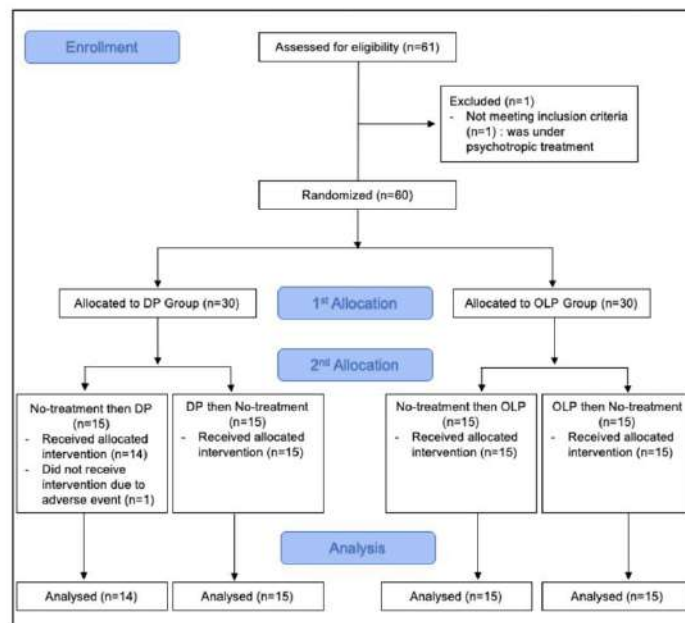 Enrollment
Assessed for eligibility (n=61)
Excluded (n=1)
- Not meeting inclusion criteria
(n=1) : was under
psychotropic treatment
Randomized (n=60)
Allocated to DP Group (n=30)
1st Allocation
Allocated to OLP Group (n=30)
2nd Allocation
No-treatment then DP
(n=15)
- Received allocated
intervention (n=14)
- Did not receive
intervention due to
adverse event (n=1)
DP then No-treatment
(n=15)
- Received allocated
intervention (n=15)
No-treatment then OLP
(n=15)
- Received allocated
intervention (n=15)
OLP then No-treatment
(n=15)
- Received allocated
intervention (n=15)
Analysis
Analysed (n=14)
Analysed (n=15)
Analysed (n=15)
Analysed (n=15)